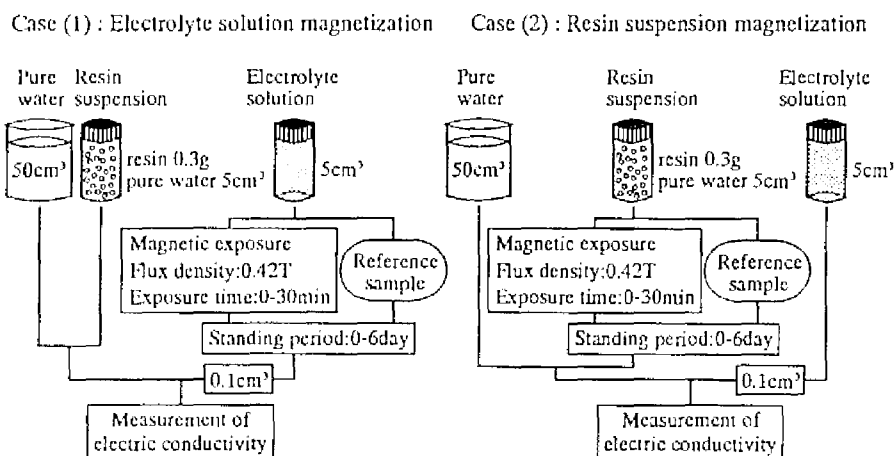 Case (1) : Electrolyte solution magnetization
Pure
water
Resin
suspension
Electrolyte
solution
50cm³
resin 0.3g
pure water 5cm³
5cm³
Magnetic exposure
Flux density:0.42T
Exposure time:0-30min
Reference
sample
Standing period:0-6day
0.1cm³
Measurement of
electric conductivity
Case (2) : Resin suspension magnetization
Pure
water
Resin
suspension
Electrolyte
solution
50cm³
resin 0.3g
pure water 5cm³
5cm³
Magnetic exposure
Flux density:0.42T
Exposure time:0-30min
Reference
sample
Standing period:0-6day
0.1cm³
Measurement of
electric conductivity